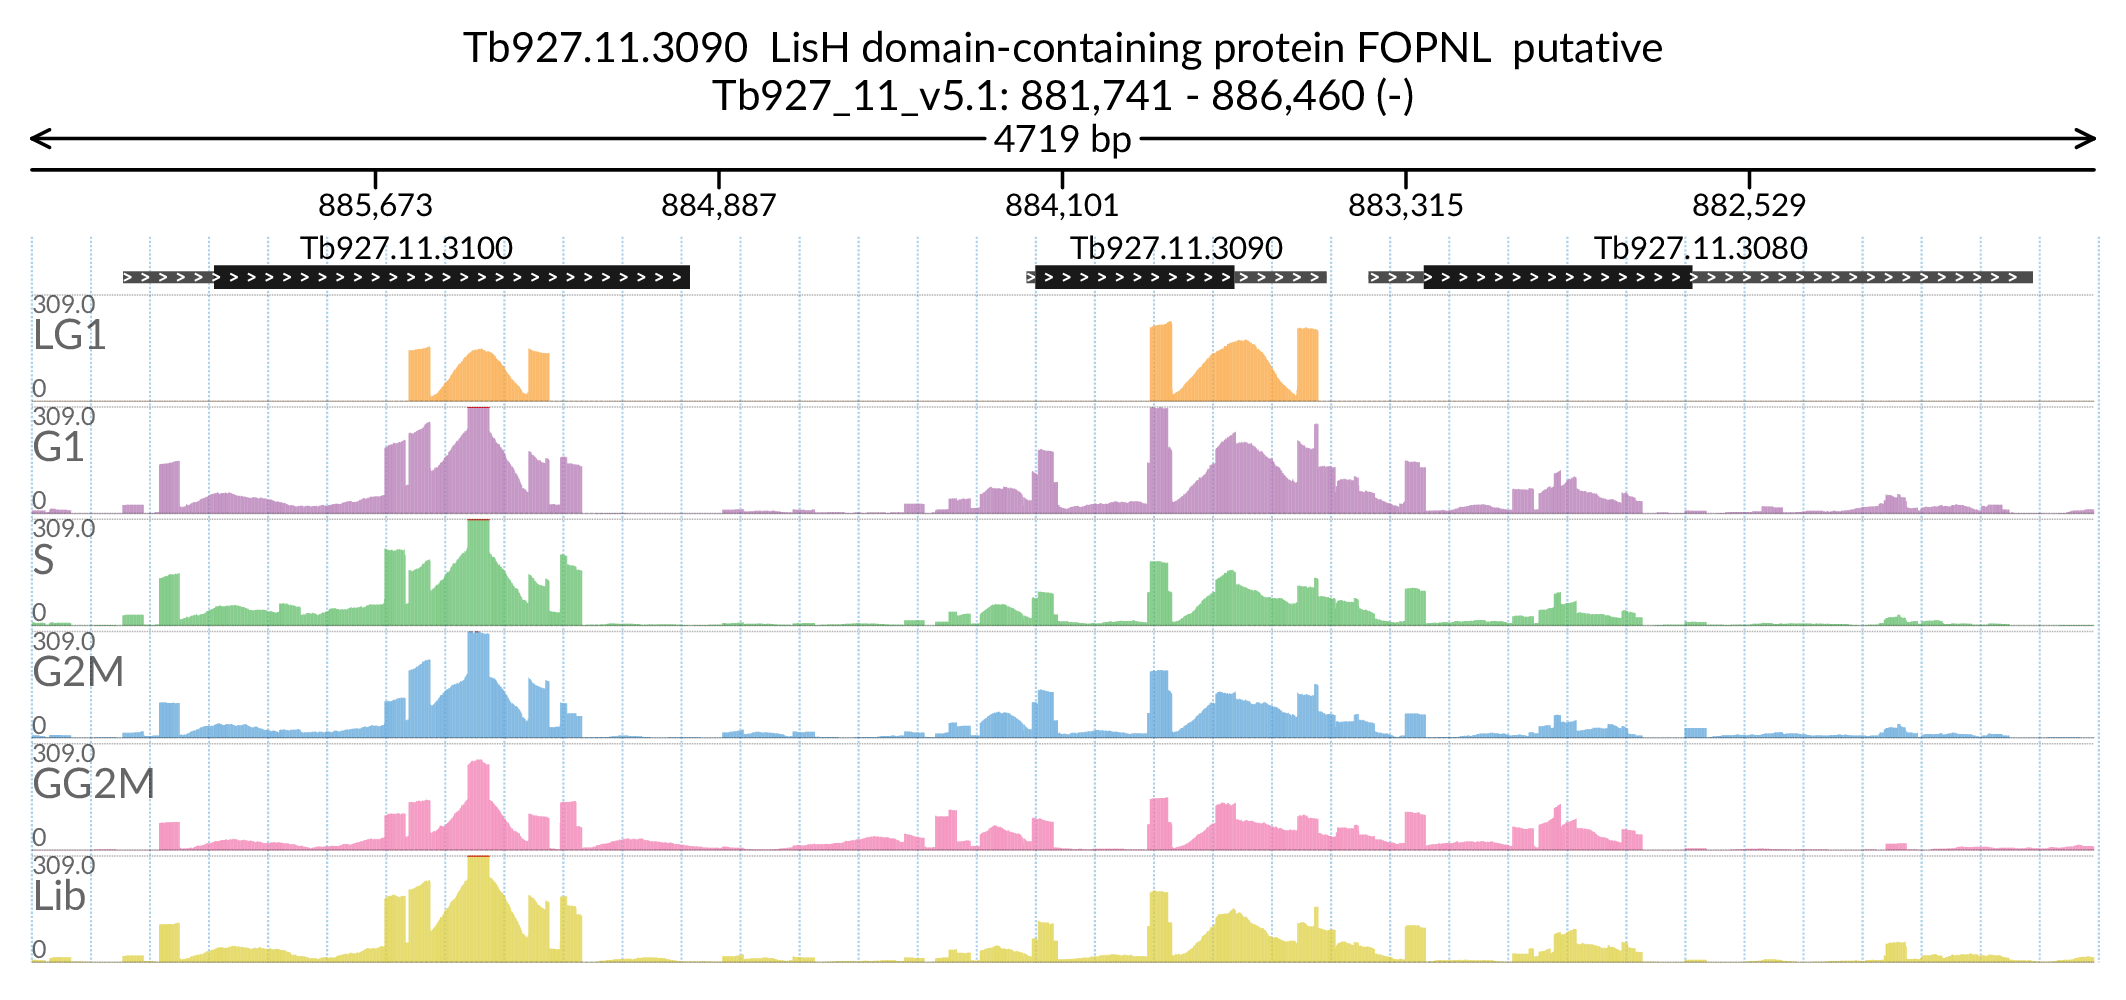 Tb927.11.3090  LisH domain-containing protein FOPNL  putative
Tb927_11_v5.1: 881,741 - 886,460 (-)
4719 bp
885,673 884,887 884,101 883,315 882,529
Tb927.11.3100 Tb927.11.3090 Tb927.11.3080
309.0
LG1
0
309.0
G1
0
309.0
S
0
309.0
G2M
0
309.0
GG2M
0
309.0
Lib
0